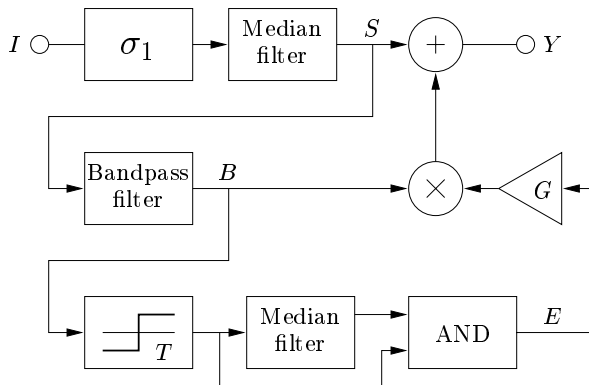 I
σ1
Median
filter
S
+
Y
Bandpass
filter
B
×
G
T
Median
filter
AND
E